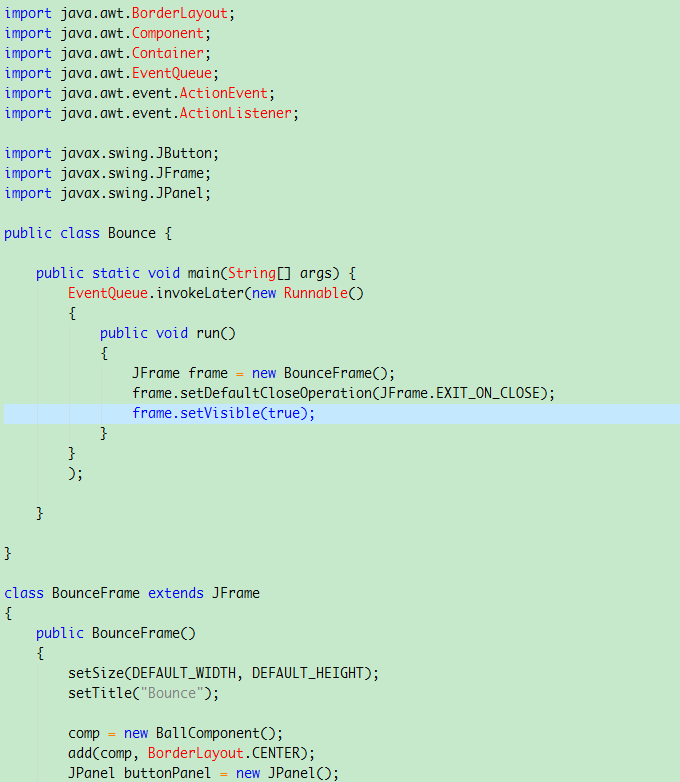 import java.awt.BorderLayout;
import java.awt.Component;
import java.awt.Container;
import java.awt.EventQueue;
import java.awt.event.ActionEvent;
import java.awt.event.ActionListener;

import javax.swing.JButton;
import javax.swing.JFrame;
import javax.swing.JPanel;

public class Bounce {

    public static void main(String[] args) {
        EventQueue.invokeLater(new Runnable()
        {
            public void run()
            {
                JFrame frame = new BounceFrame();
                frame.setDefaultCloseOperation(JFrame.EXIT_ON_CLOSE);
                frame.setVisible(true);
            }
        }
        );

    }

}

class BounceFrame extends JFrame
{
    public BounceFrame()
    {
        setSize(DEFAULT_WIDTH, DEFAULT_HEIGHT);
        setTitle("Bounce");

        comp = new BallComponent();
        add(comp, BorderLayout.CENTER);
        JPanel buttonPanel = new JPanel();